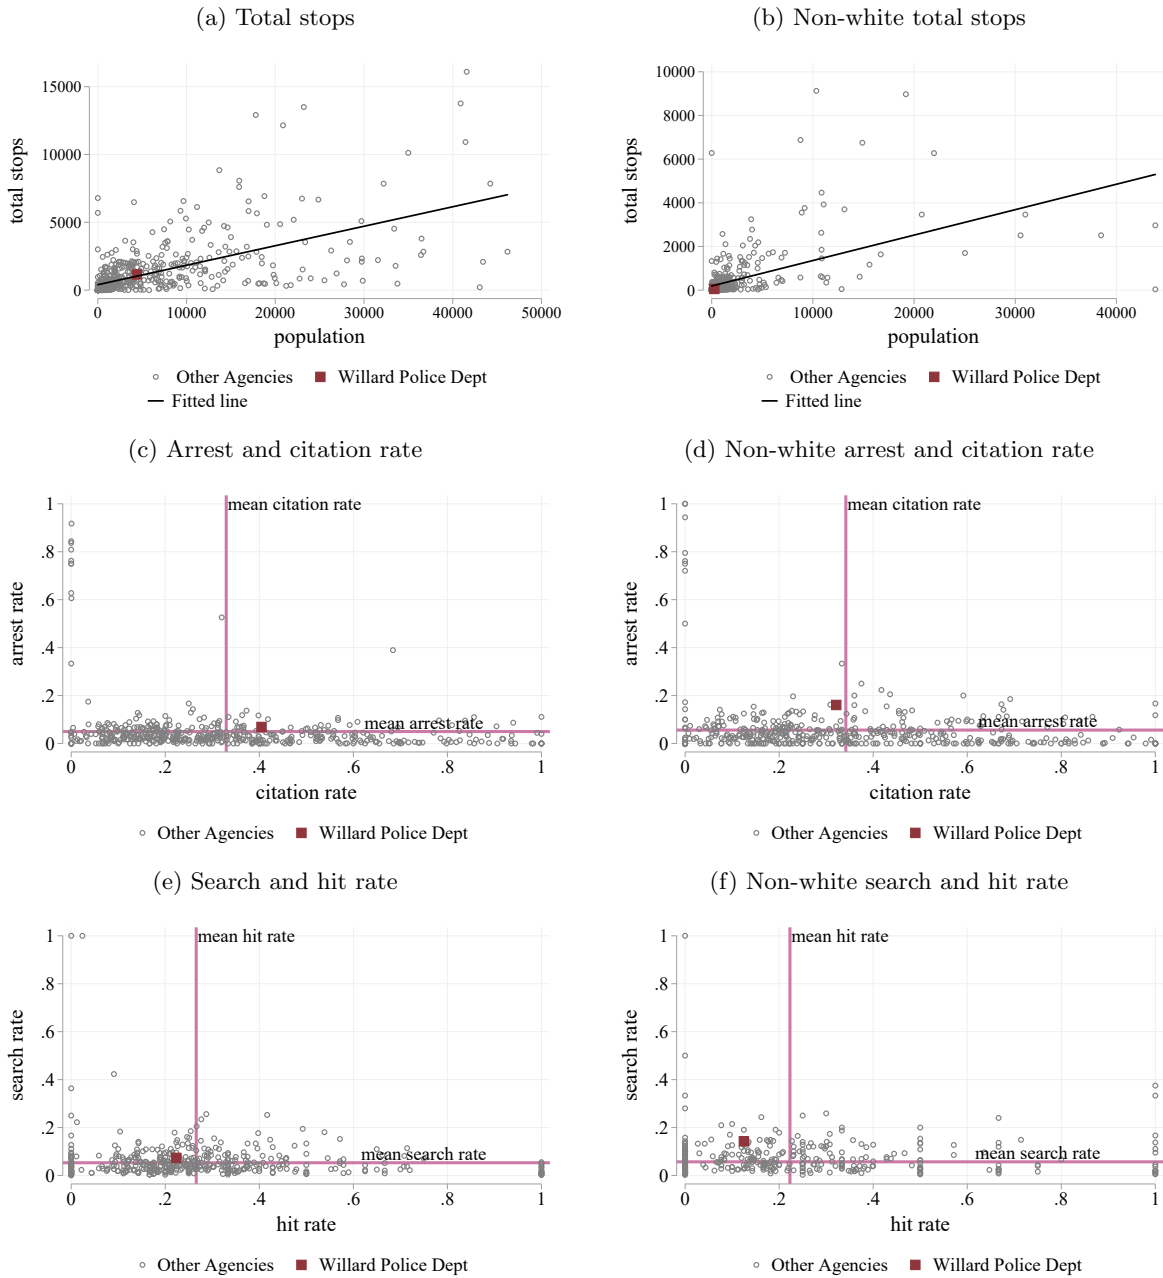 (a) Total stops
15000
10000
5000
0
total stops
0 10000 20000 30000 40000 50000
population
Other Agencies Willard Police Dept
Fitted line
(b) Non-white total stops
10000
8000
6000
4000
2000
0
total stops
0 10000 20000 30000 40000
population
Other Agencies Willard Police Dept
Fitted line
(c) Arrest and citation rate
mean citation rate
1
.8
.6
.4
.2
0
arrest rate
mean arrest rate
0 .2 .4 .6 .8 1
citation rate
Other Agencies Willard Police Dept
(d) Non-white arrest and citation rate
mean citation rate
1
.8
.6
.4
.2
0
arrest rate
mean arrest rate
0 .2 .4 .6 .8 1
citation rate
Other Agencies Willard Police Dept
(e) Search and hit rate
mean hit rate
1
.8
.6
.4
.2
0
search rate
mean search rate
0 .2 .4 .6 .8 1
hit rate
Other Agencies Willard Police Dept
(f) Non-white search and hit rate
mean hit rate
1
.8
.6
.4
.2
0
search rate
mean search rate
0 .2 .4 .6 .8 1
hit rate
Other Agencies Willard Police Dept